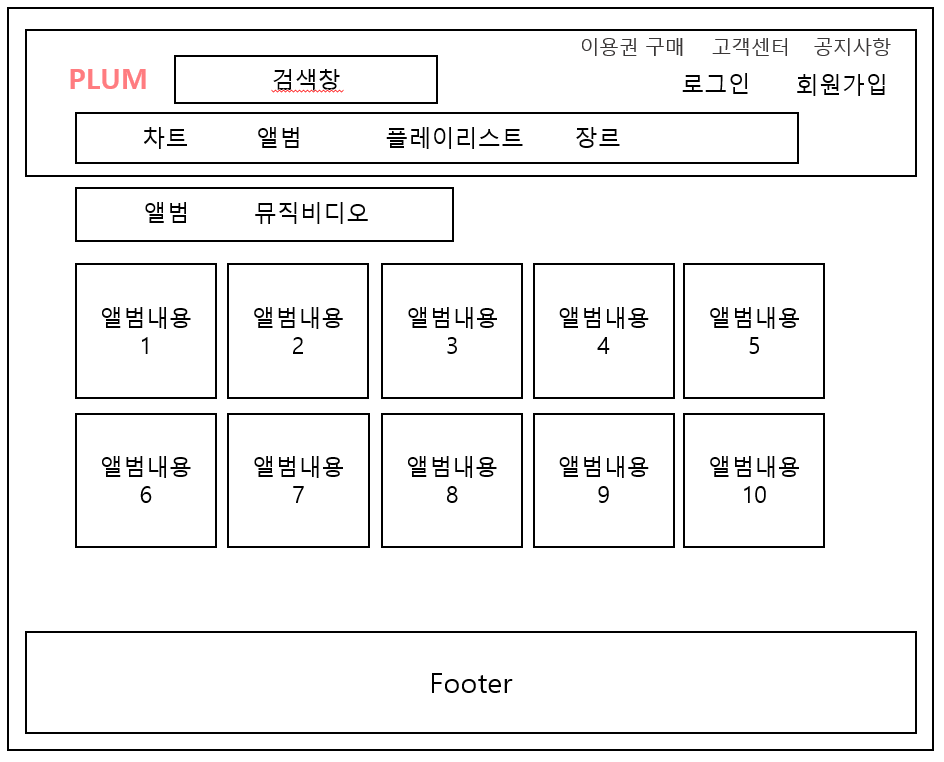 이용권 구매 고객센터 공지사항
PLUM 검색창 로그인 회원가입
차트 앨범 플레이리스트 장르
앨범 뮤직비디오
앨범내용 앨범내용 앨범내용 앨범내용 앨범내용
1 2 3 4 5
앨범내용 앨범내용 앨범내용 앨범내용 앨범내용
6 7 8 9 10
Footer